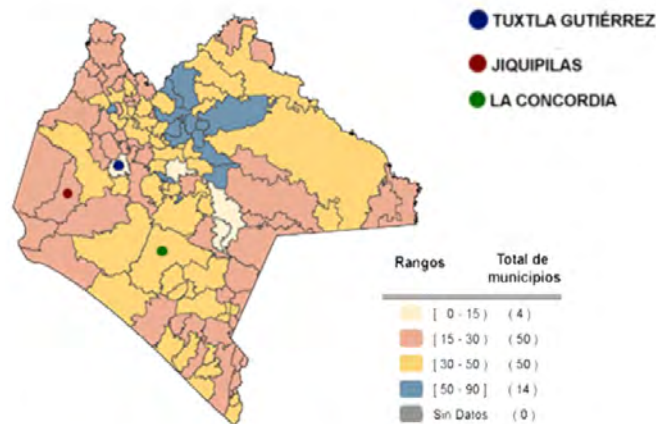 TUXTLA GUTIÉRREZ
JIQUIPILAS
LA CONCORDIA
Rangos Total de municipios
[ 0 - 15 ) ( 4 )
[ 15 - 30 ) ( 50 )
[ 30 - 50 ) ( 50 )
[ 50 - 90 ] ( 14 )
Sin Datos ( 0 )